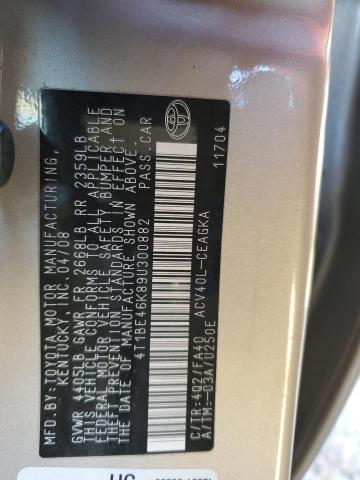 MFD.BY:TOYOTA MOTOR MANUFACTURING,
KENTUCKY, INC.04/08
GVWR 4405LB GAWR FR 2668LB RR 2359LB
THIS VEHICLE CONFORMS TO ALL APPLICABLE
FEDERAL MOTOR VEHICLE SAFETY, BUMPER, AND
THEFT PREVENTION STANDARDS IN EFFECT ON
THE DATE OF MANUFACTURE SHOWN ABOVE.
4T1BE46K89U300882 PASS.CAR
ACV40L-CEAGKA
C/TR:4Q2/FA40
A/TM:-03A/U250E
11704